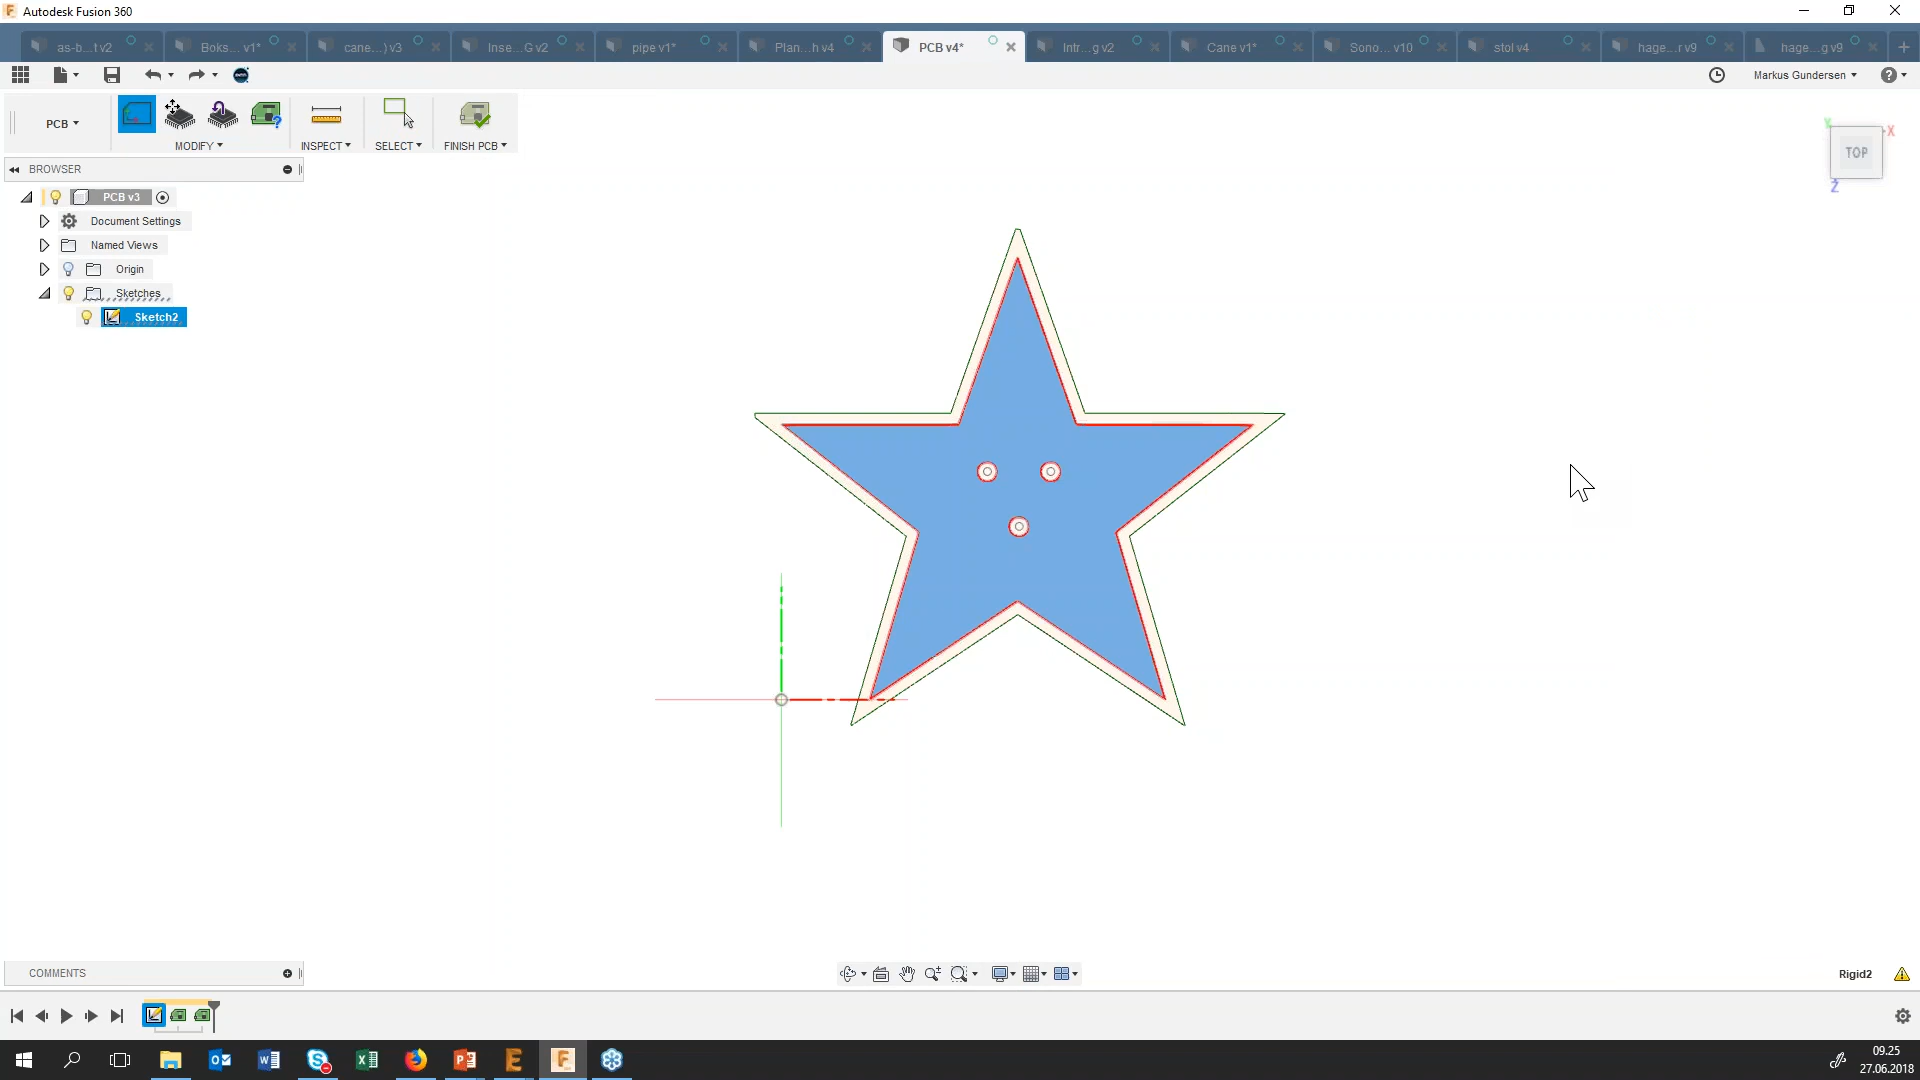 Autodesk Fusion 360
as-b...t v2
Boks... v1*
cane...) v3
Inse...G v2
pipe v1*
Plan...h v4
PCB v4*
Intr...g v2
Cane v1*
Sono... v10
stol v4
hage...r v9
hage...g v9
Markus Gundersen
PCB
MODIFY
INSPECT
SELECT
FINISH PCB
BROWSER
PCB v3
Document Settings
Named Views
Origin
Sketches
Sketch2
Y
X
TOP
Z
COMMENTS
Rigid2
09.25
27.06.2018